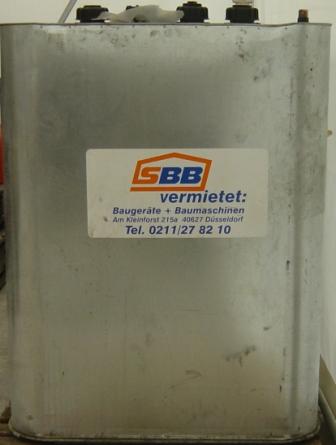 SBB
vermietet:
Baugeräte + Baumaschinen
Am Kleinforst 215a 40627 Düsseldorf
Tel. 0211/27 82 10